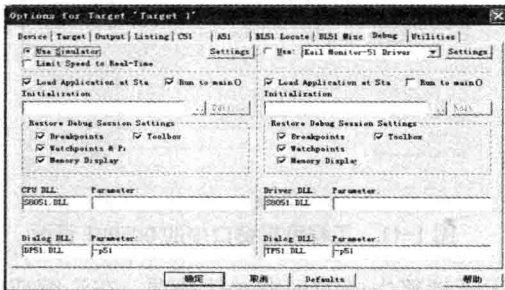 Options for Target 'Target 1'
Device Target Output Listing C51 A51 BL51 Locate BL51 Misc Debug Utilities
Use Simulator Settings Use: Keil Monitor-51 Driver Settings
Limit Speed to Real-Time
Load Application at Sta Run to main() Load Application at Sta Run to main()
Initialization Initialization
... Edit... ...
Restore Debug Session Settings Restore Debug Session Settings
Breakpoints Toolbox Breakpoints Toolbox
Watchpoints & P: Watchpoints
Memory Display Memory Display
CPU DLL: Parameter: Driver DLL: Parameter:
S8051.DLL S8051.DLL
Dialog DLL: Parameter: Dialog DLL: Parameter:
DP51.DLL -p51 TP51.DLL -p51
确定 取消 Defaults 帮助